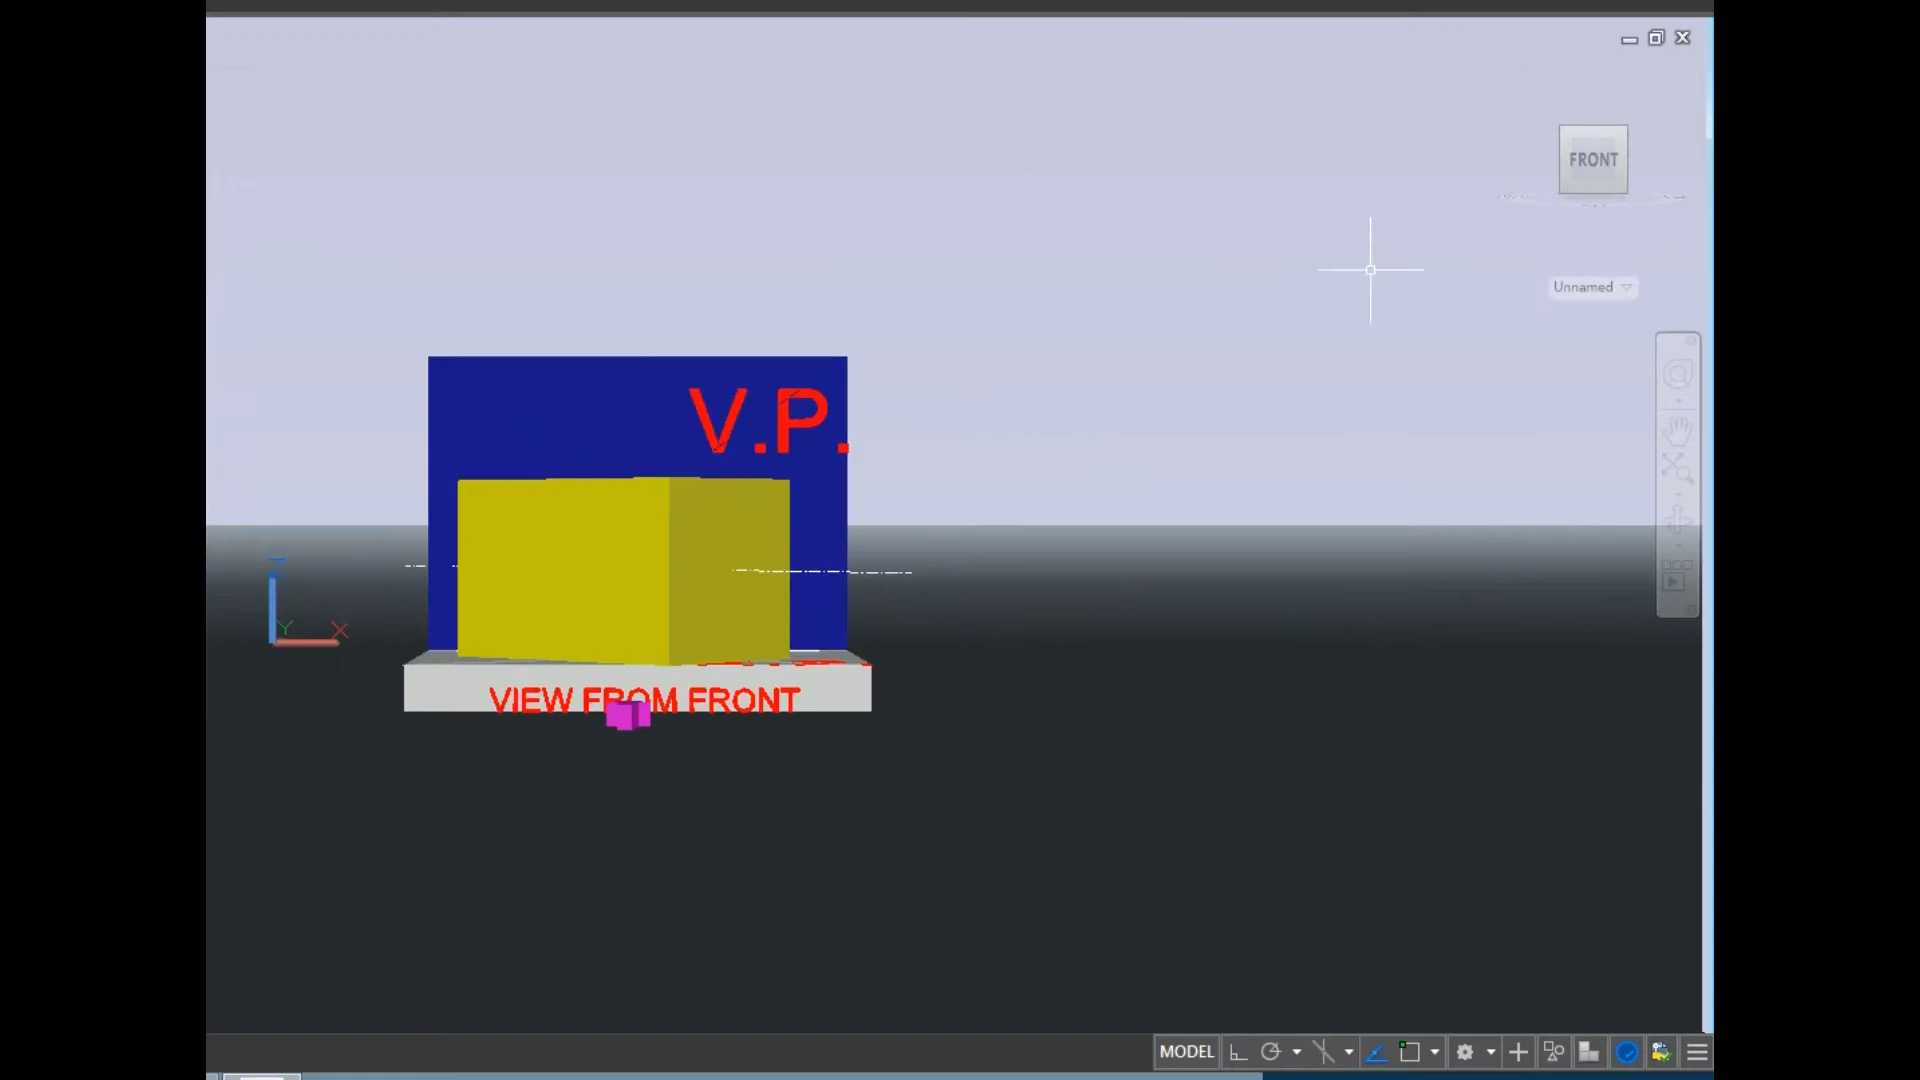 FRONT
Unnamed
V.P.
Z
Y X
VIEW FROM FRONT
MODEL